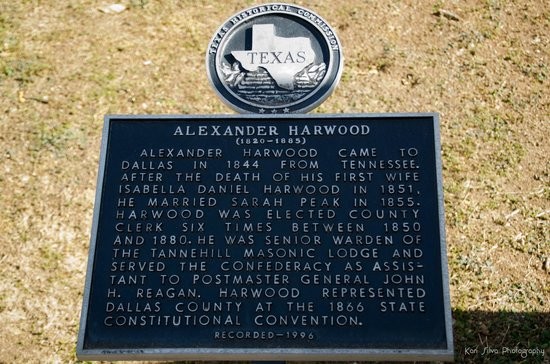 TEXAS HISTORICAL COMMISSION
TEXAS
ALEXANDER HARWOOD
(1820-1885)
ALEXANDER HARWOOD CAME TO
DALLAS IN 1844 FROM TENNESSEE.
AFTER THE DEATH OF HIS FIRST WIFE
ISABELLA DANIEL HARWOOD IN 1851,
HE MARRIED SARAH PEAK IN 1855.
HARWOOD WAS ELECTED COUNTY
CLERK SIX TIMES BETWEEN 1850
AND 1880. HE WAS SENIOR WARDEN OF
THE TANNEHILL MASONIC LODGE AND
SERVED THE CONFEDERACY AS ASSIS-
TANT TO POSTMASTER GENERAL JOHN
H. REAGAN. HARWOOD REPRESENTED
DALLAS COUNTY AT THE 1866 STATE
CONSTITUTIONAL CONVENTION.
RECORDED-1996
Kori Silva Photography